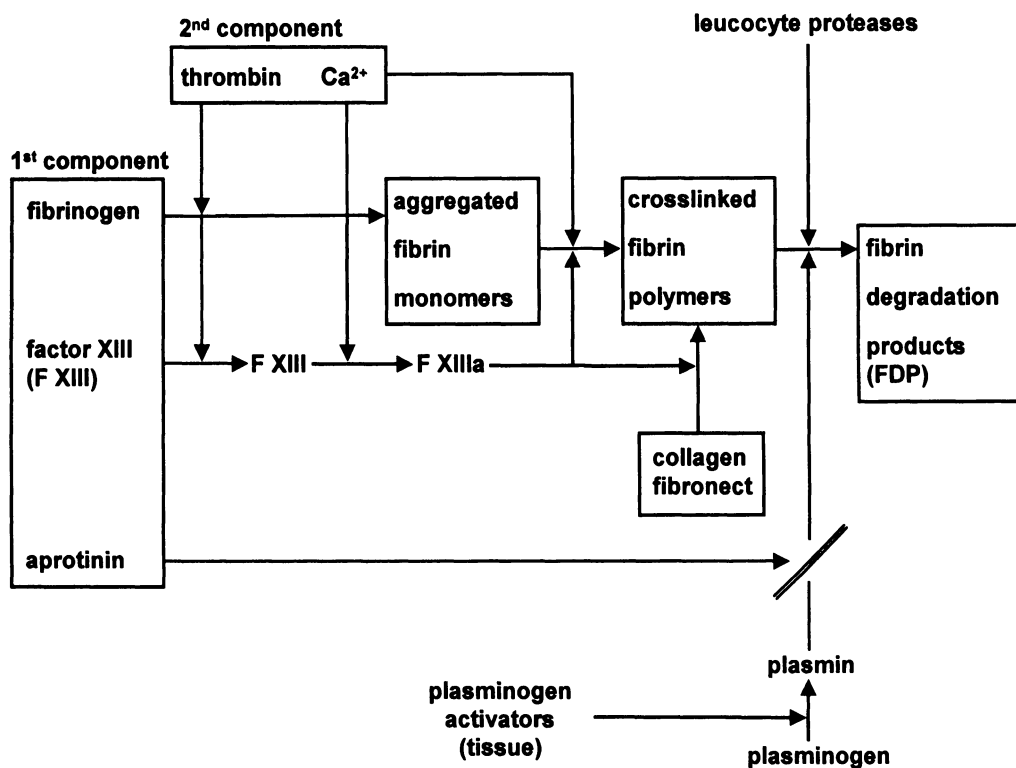 leucocyte proteases
2nd component
thrombin Ca²⁺
1st component
fibrinogen
factor XIII
(F XIII)
aprotinin
aggregated
fibrin
monomers
crosslinked
fibrin
polymers
fibrin
degradation
products
(FDP)
F XIII
F XIIIa
collagen
fibronect
plasmin
plasminogen
activators
(tissue)
plasminogen